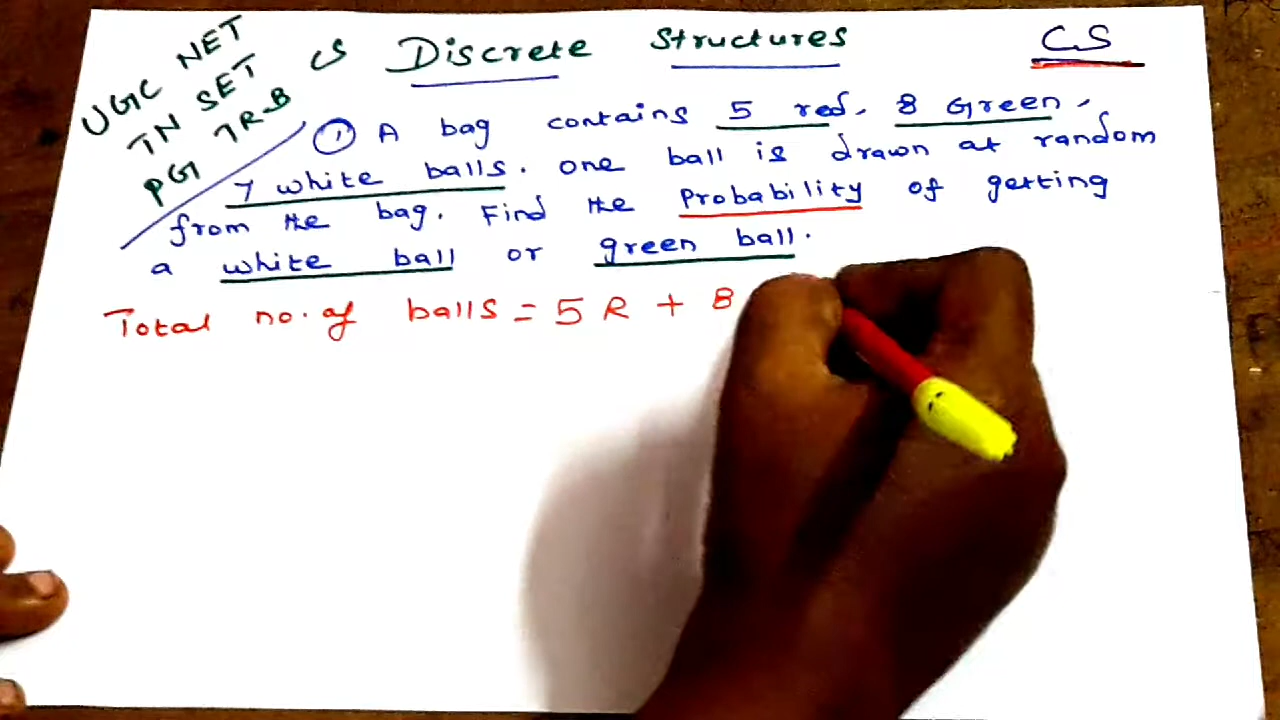 UGC NET
TN SET CS
PG TRB
Discrete Structures
CS
① A bag contains 5 red, 8 Green,
7 white balls. One ball is drawn at random
from the bag. Find the Probability of getting
a white ball or green ball.
Total no. of balls = 5 R + 8